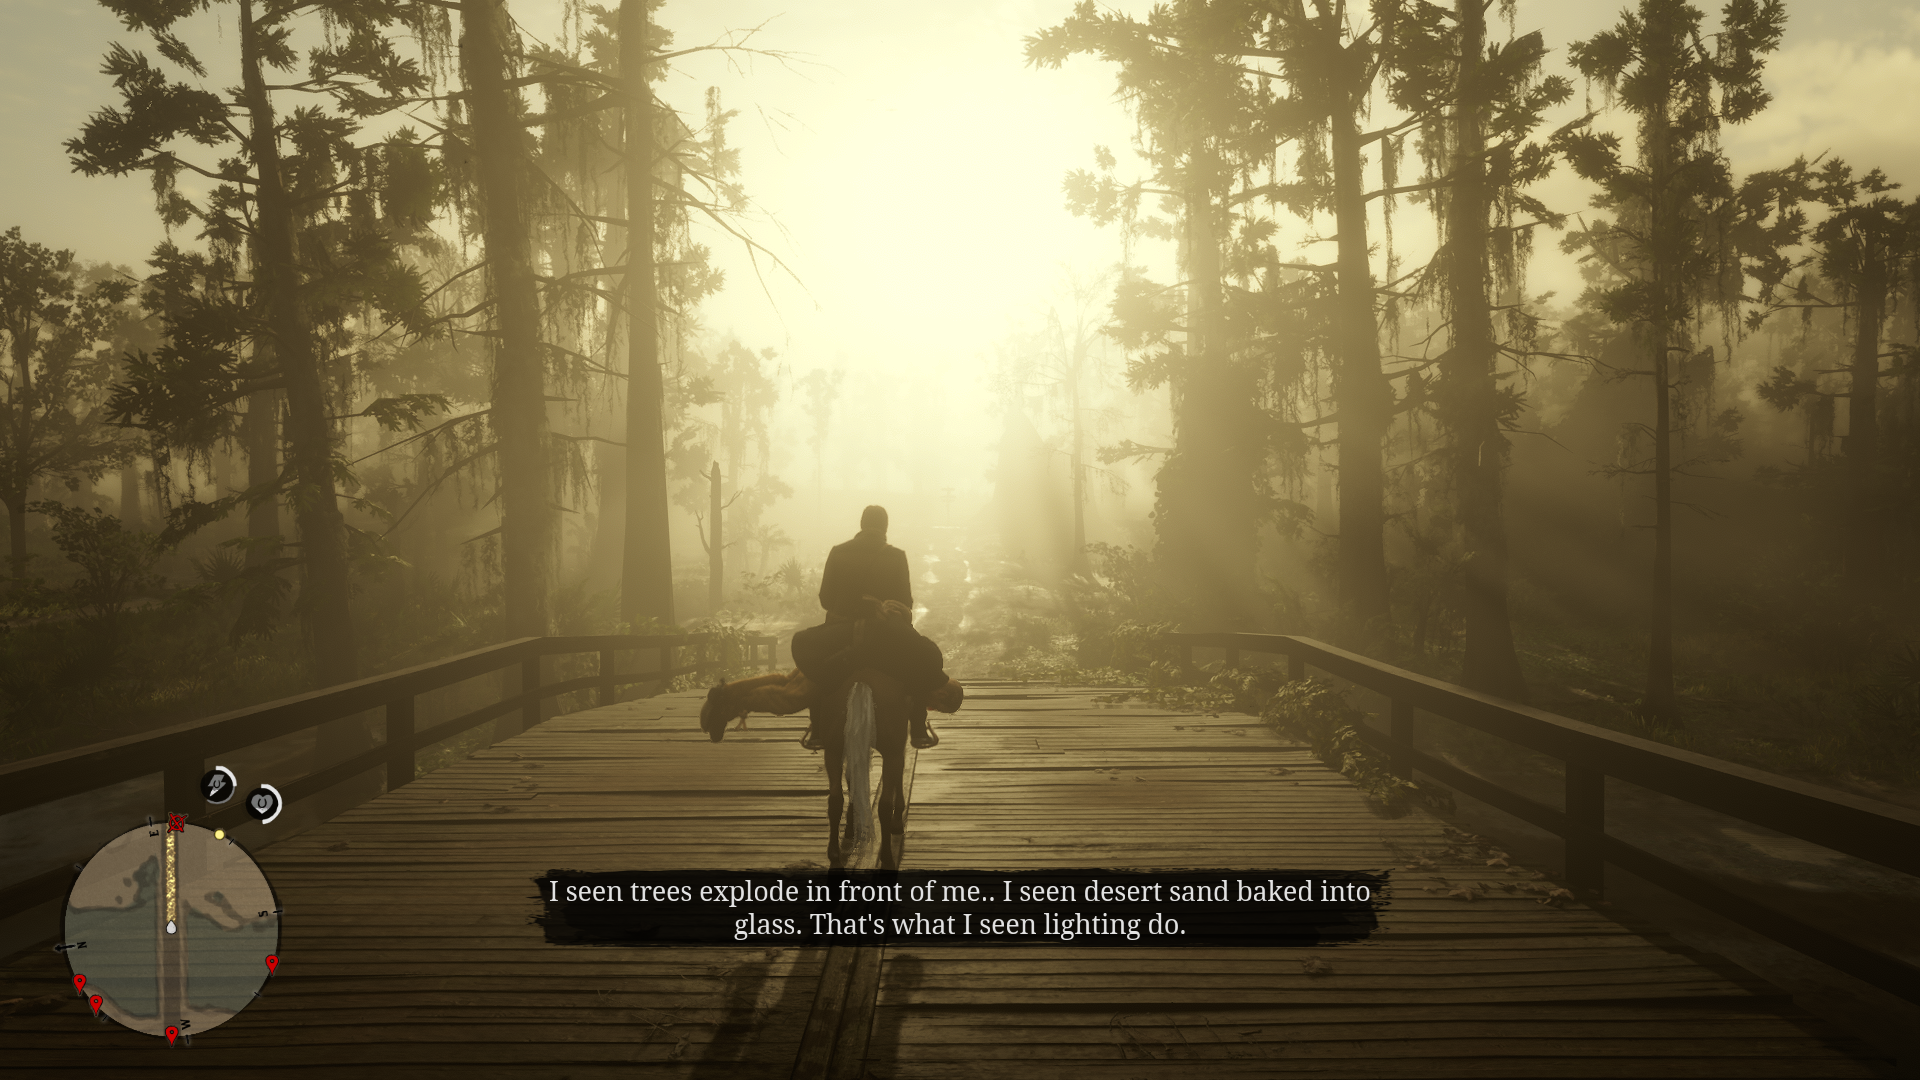 I seen trees explode in front of me.. I seen desert sand baked into
glass. That's what I seen lighting do.
E
S
N
W